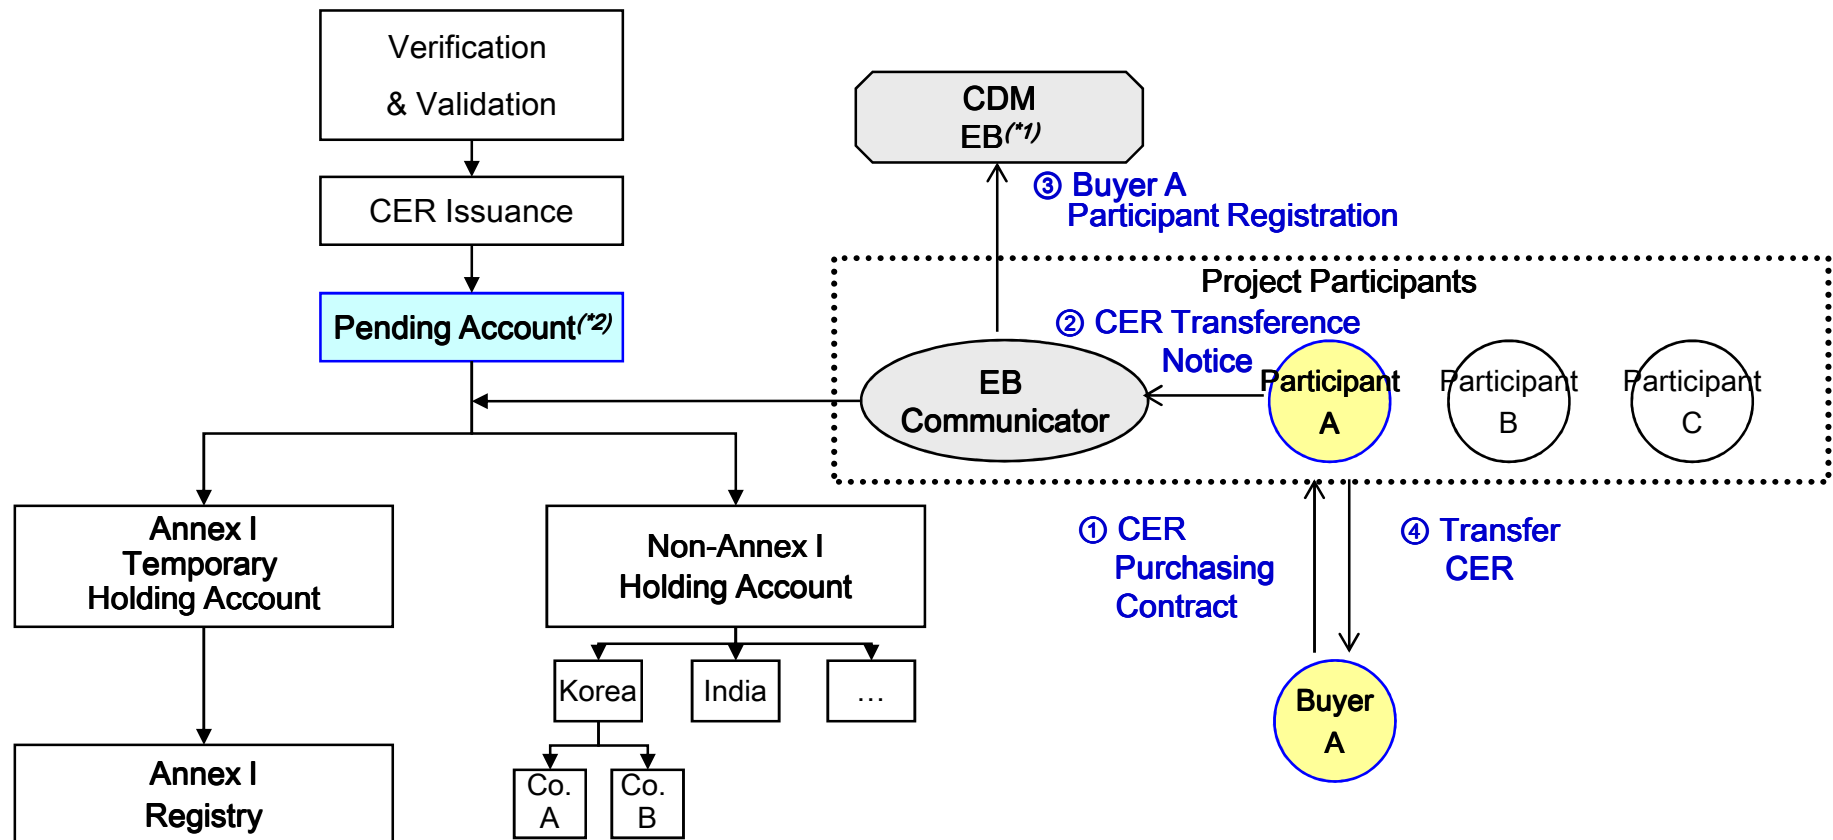 Verification
& Validation
CER Issuance
Pending Account(*2)
Annex I
Temporary
Holding Account
Annex I
Registry
Non-Annex I
Holding Account
Korea
India
…
Co.
A
Co.
B
CDM
EB(*1)
③ Buyer A
Participant Registration
Project Participants
② CER Transference
Notice
EB
Communicator
Participant
A
Participant
B
Participant
C
① CER
Purchasing
Contract
④ Transfer
CER
Buyer
A